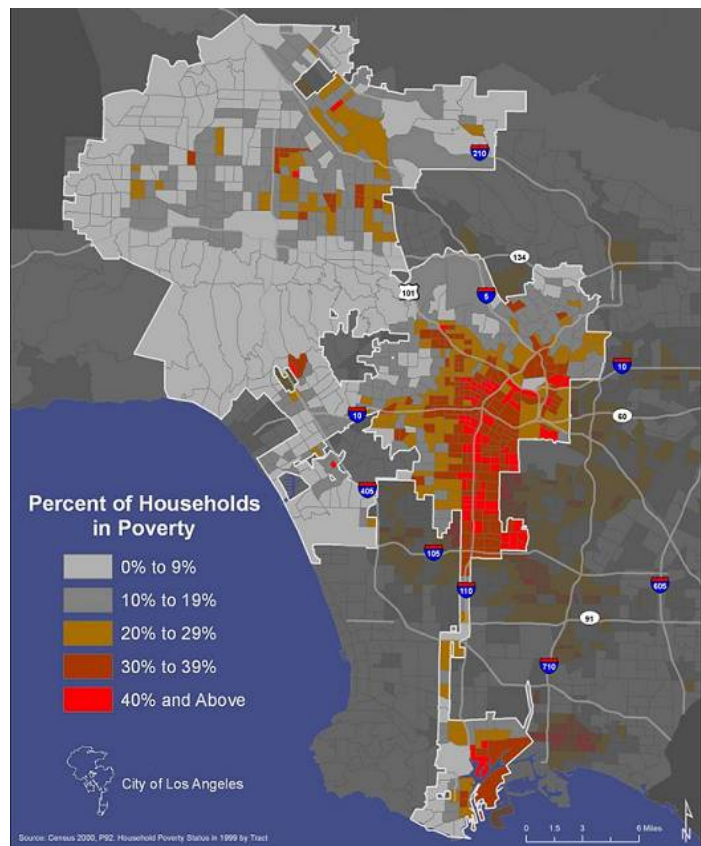 210
134
101
5
10
60
10
405
105
110
605
91
710
Percent of Households
in Poverty
0% to 9%
10% to 19%
20% to 29%
30% to 39%
40% and Above
City of Los Angeles
Source: Census 2000, P92. Household Poverty Status in 1999 by Tract
0 1.5 3 6 Miles
N